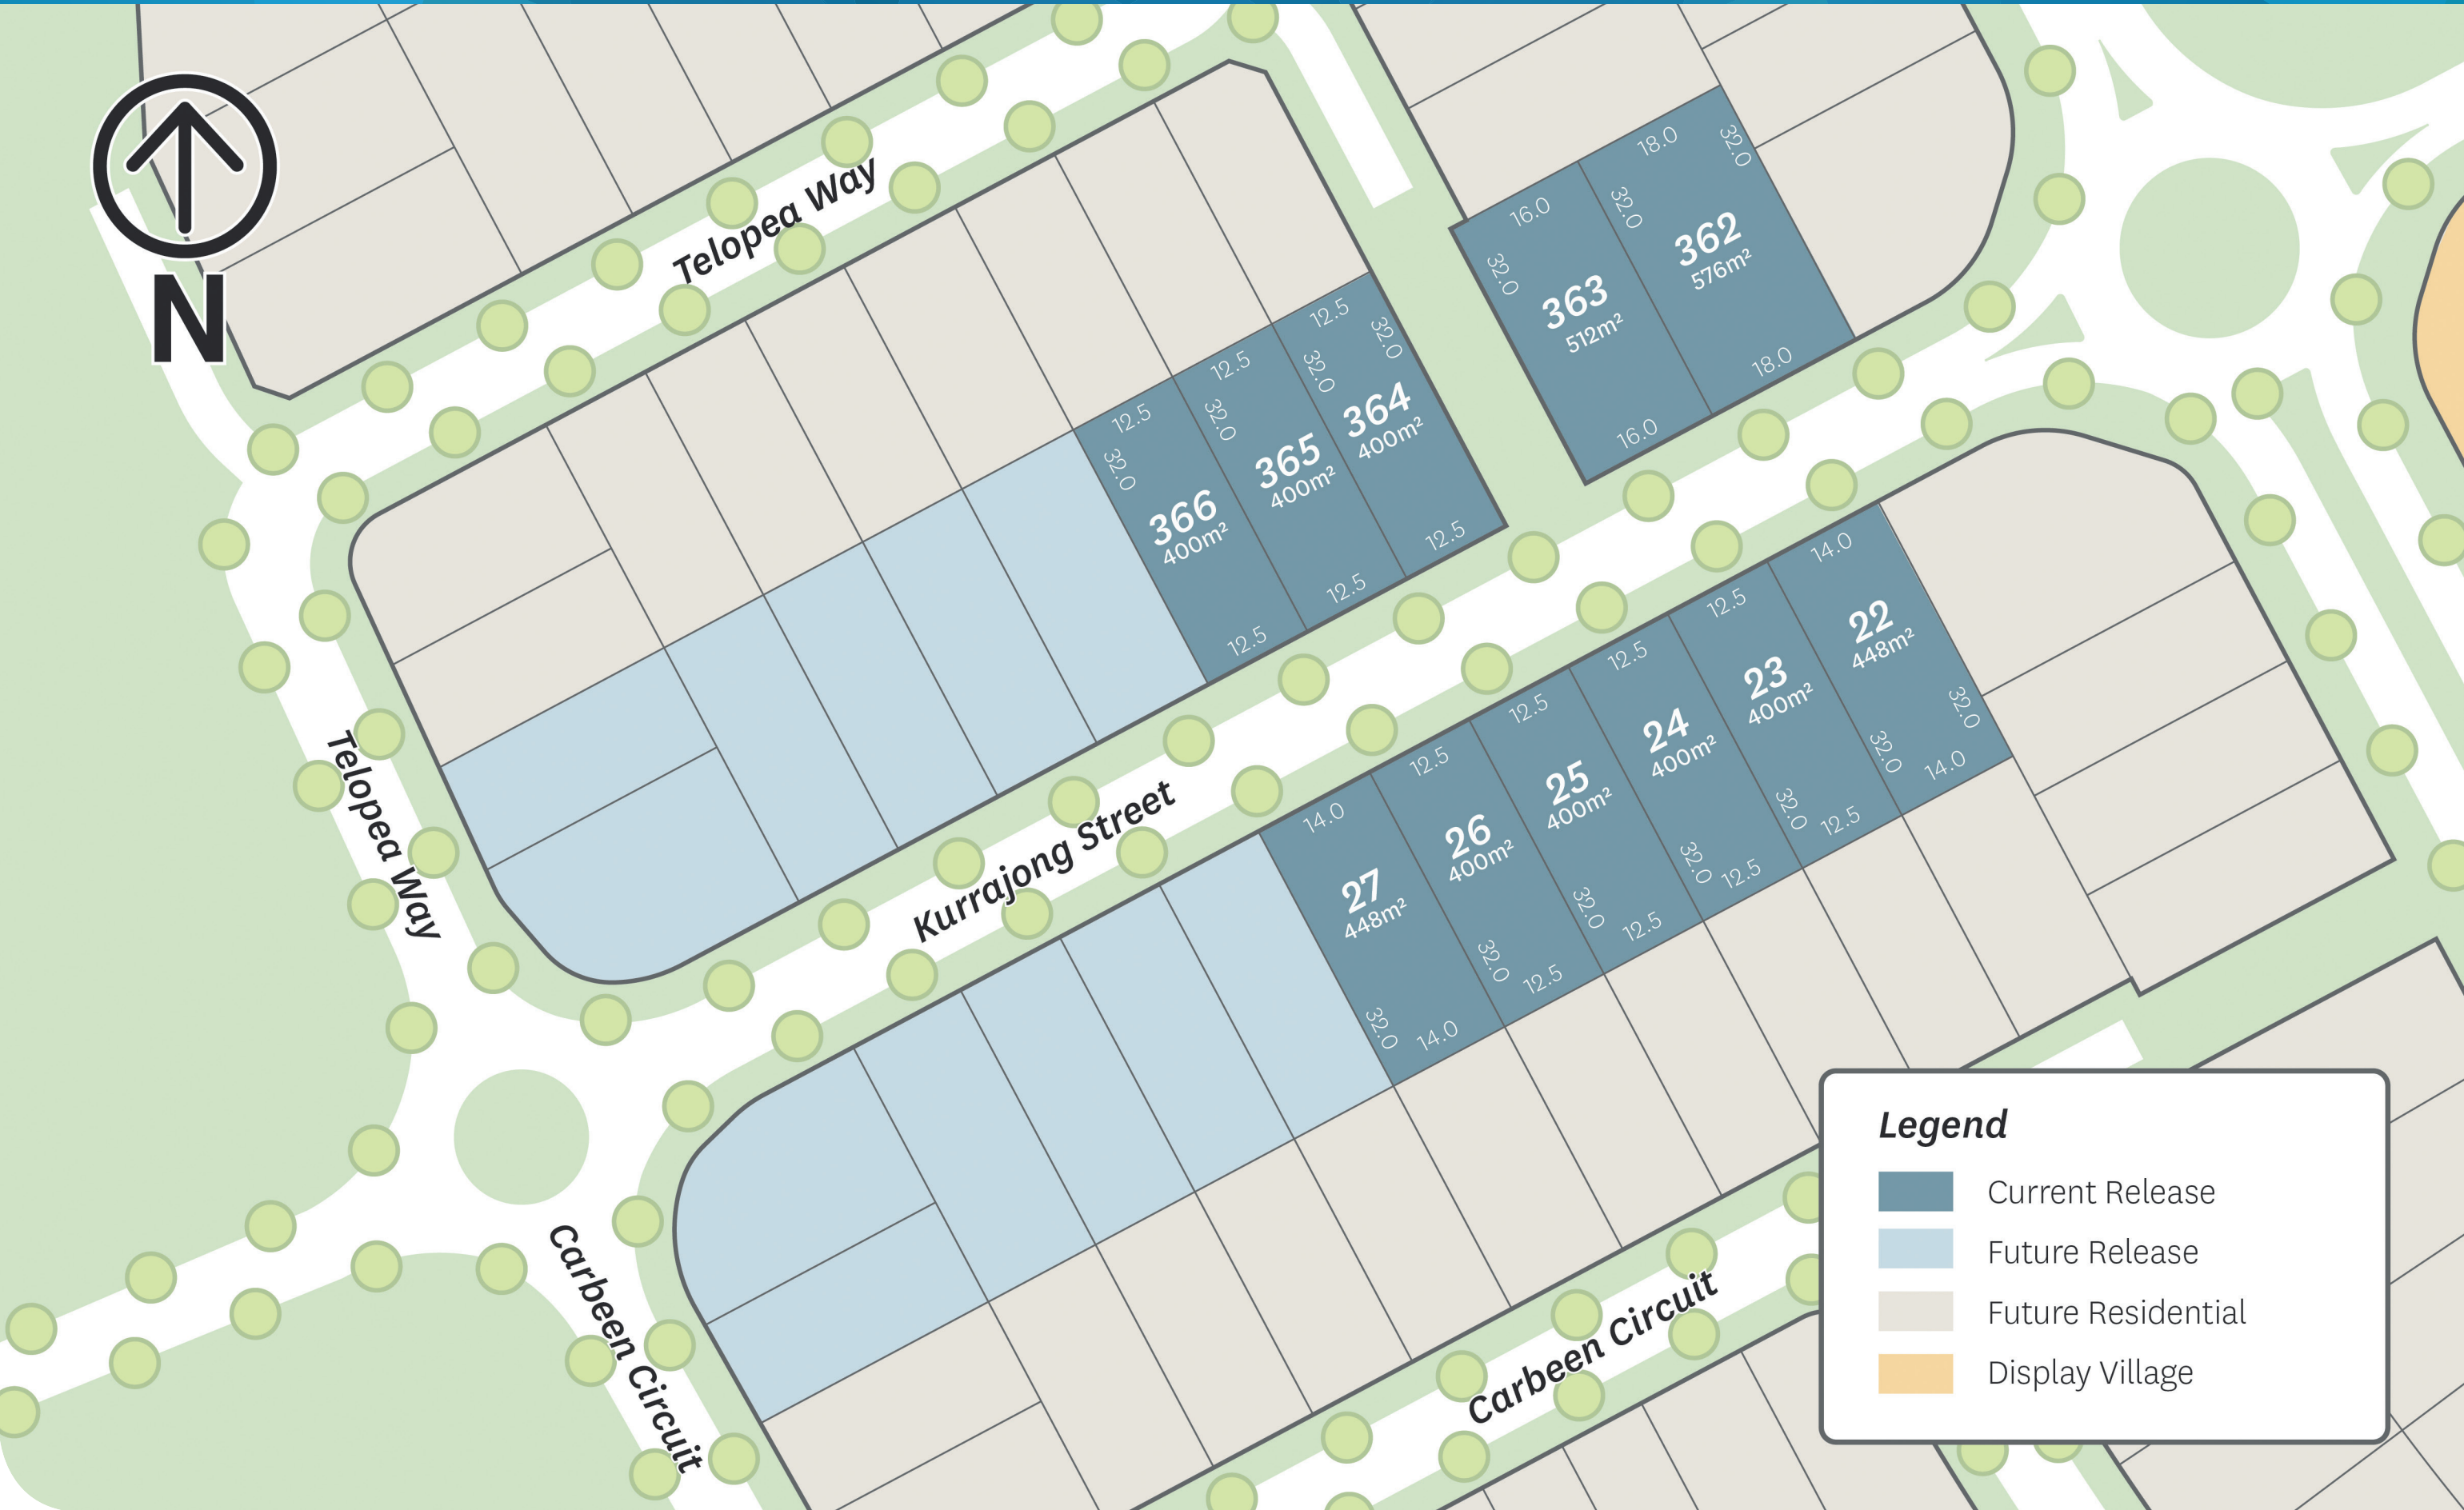 N
Telopea Way
18.0
32.0
16.0
32.0
362
576m²
32.0
363
512m²
18.0
16.0
12.5
32.0
12.5
32.0
364
400m²
12.5
32.0
365
400m²
32.0
366
400m²
12.5
12.5
12.5
14.0
22
448m²
32.0
14.0
12.5
23
400m²
32.0
12.5
12.5
24
400m²
32.0
12.5
12.5
25
400m²
32.0
12.5
12.5
26
400m²
32.0
12.5
14.0
27
448m²
32.0
32.0
14.0
Telopea Way
Kurrajong Street
Carbeen Circuit
Carbeen Circuit
Legend
Current Release
Future Release
Future Residential
Display Village